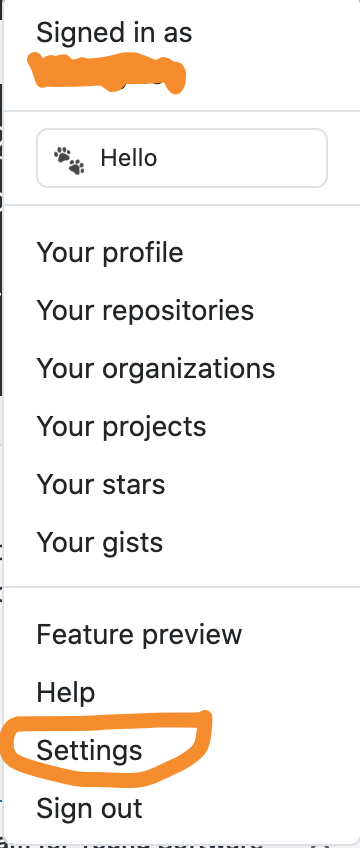 Signed in as
Hello
Your profile
Your repositories
Your organizations
Your projects
Your stars
Your gists
Feature preview
Help
Settings
Sign out